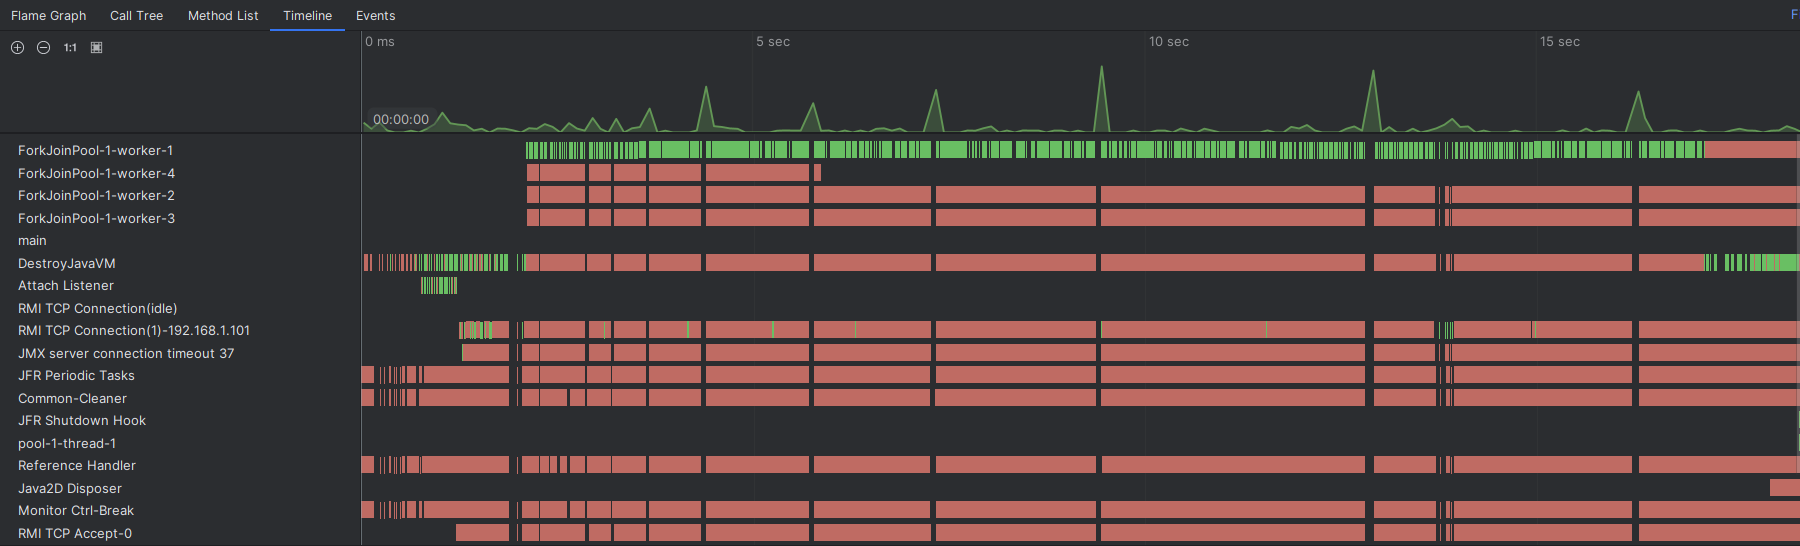 Flame Graph Call Tree Method List Timeline Events F
1:1 0 ms 5 sec 10 sec 15 sec
00:00:00
ForkJoinPool-1-worker-1
ForkJoinPool-1-worker-4
ForkJoinPool-1-worker-2
ForkJoinPool-1-worker-3
main
DestroyJavaVM
Attach Listener
RMI TCP Connection(idle)
RMI TCP Connection(1)-192.168.1.101
JMX server connection timeout 37
JFR Periodic Tasks
Common-Cleaner
JFR Shutdown Hook
pool-1-thread-1
Reference Handler
Java2D Disposer
Monitor Ctrl-Break
RMI TCP Accept-0